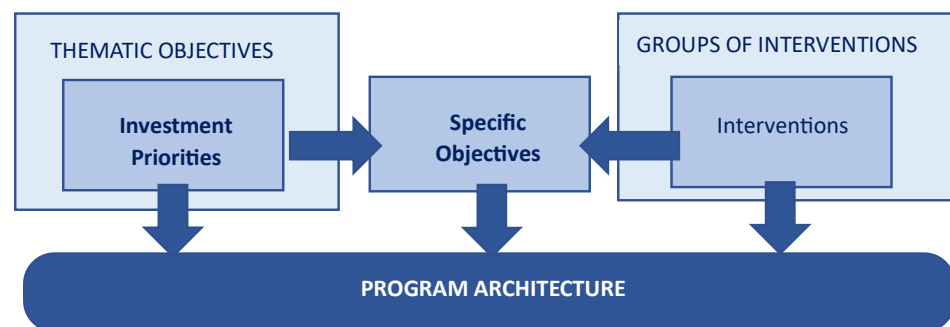 THEMATIC OBJECTIVES
Investment
Priorities
Specific
Objectives
GROUPS OF INTERVENTIONS
Interventions
PROGRAM ARCHITECTURE